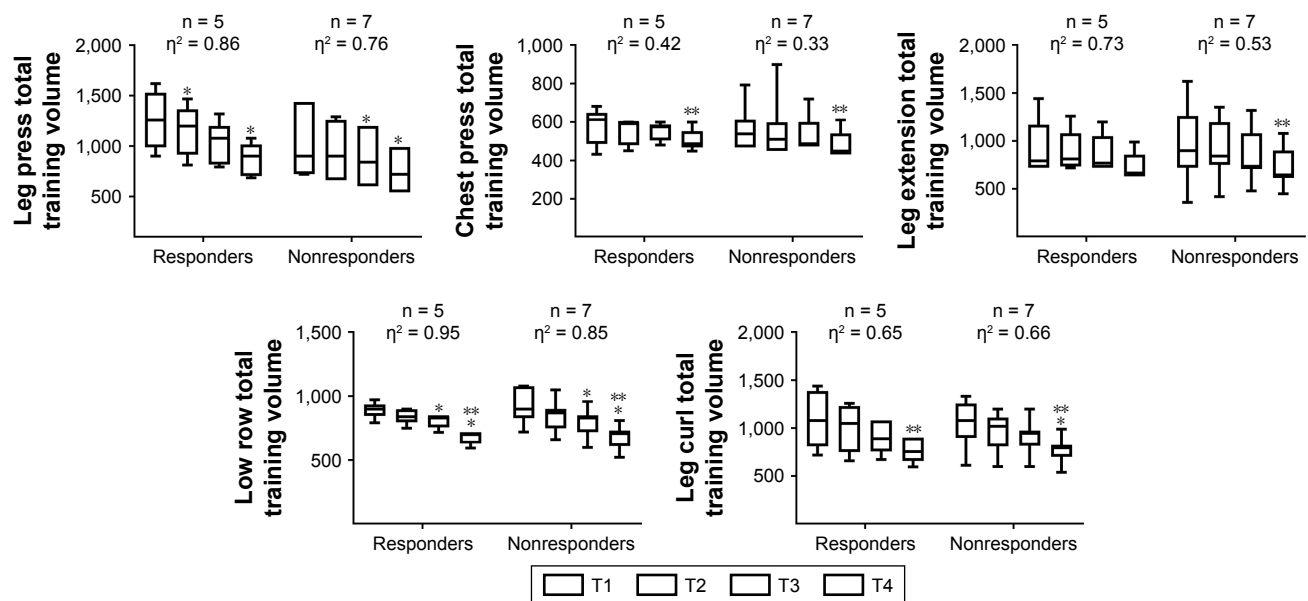 n = 5
η² = 0.86
n = 7
η² = 0.76
Leg press total
training volume
2,000
1,500
1,000
500
*
*
*
*
Responders
Nonresponders
n = 5
η² = 0.42
n = 7
η² = 0.33
Chest press total
training volume
1,000
800
600
400
200
**
**
Responders
Nonresponders
n = 5
η² = 0.73
n = 7
η² = 0.53
Leg extension total
training volume
2,000
1,500
1,000
500
**
Responders
Nonresponders
n = 5
η² = 0.95
n = 7
η² = 0.85
Low row total
training volume
1,500
1,000
500
*
**
*
*
**
*
Responders
Nonresponders
n = 5
η² = 0.65
n = 7
η² = 0.66
Leg curl total
training volume
2,000
1,500
1,000
500
**
**
*
Responders
Nonresponders
T1 T2 T3 T4